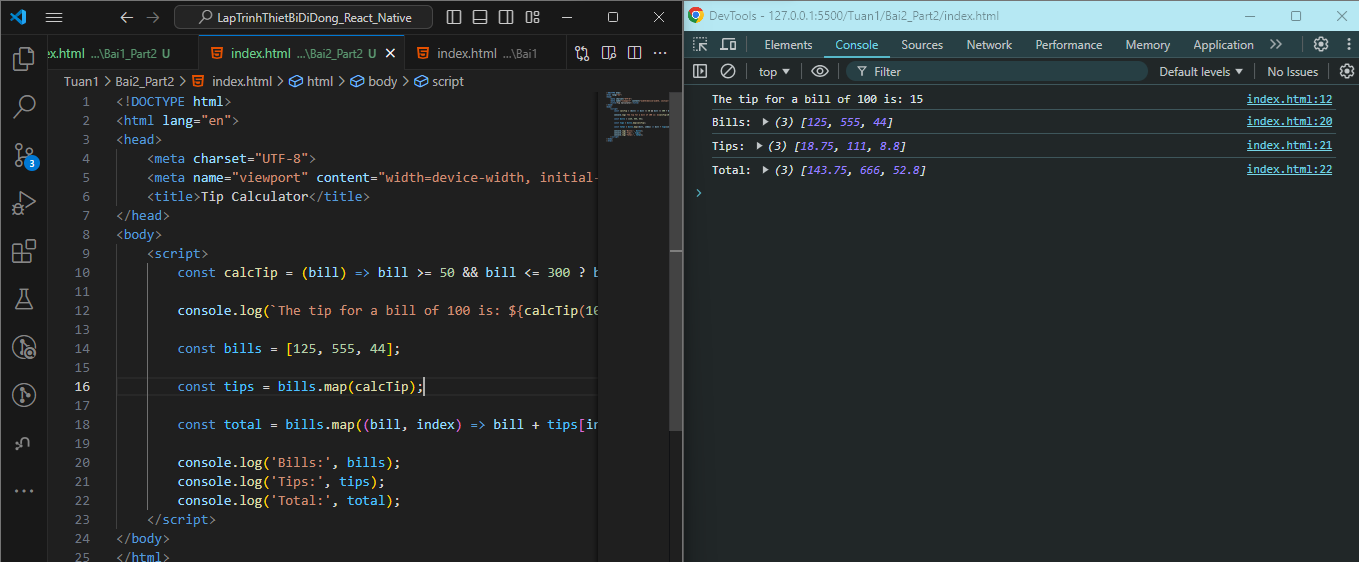 LapTrinhThietBiDiDong_React_Native
ex.html ...\Bai1_Part2 U
index.html ...\Bai2_Part2 U
index.html ...\Bai1
Tuan1 > Bai2_Part2 > index.html > html > body > script
1 <!DOCTYPE html>
2 <html lang="en">
3 <head>
4 <meta charset="UTF-8">
5 <meta name="viewport" content="width=device-width, initial-
6 <title>Tip Calculator</title>
7 </head>
8 <body>
9 <script>
10 const calcTip = (bill) => bill >= 50 && bill <= 300 ? b
11
12 console.log(`The tip for a bill of 100 is: ${calcTip(10
13
14 const bills = [125, 555, 44];
15
16 const tips = bills.map(calcTip);
17
18 const total = bills.map((bill, index) => bill + tips[in
19
20 console.log('Bills:', bills);
21 console.log('Tips:', tips);
22 console.log('Total:', total);
23 </script>
24 </body>
25 </html>
3
DevTools - 127.0.0.1:5500/Tuan1/Bai2_Part2/index.html
Elements Console Sources Network Performance Memory Application
top Filter Default levels No Issues
The tip for a bill of 100 is: 15 index.html:12
Bills: (3) [125, 555, 44] index.html:20
Tips: (3) [18.75, 111, 8.8] index.html:21
Total: (3) [143.75, 666, 52.8] index.html:22